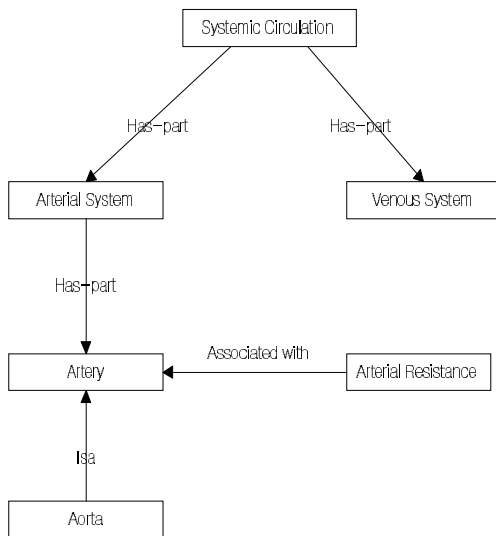 Systemic Circulation
Has-part
Has-part
Arterial System
Venous System
Has-part
Associated with
Artery
Arterial Resistance
Isa
Aorta